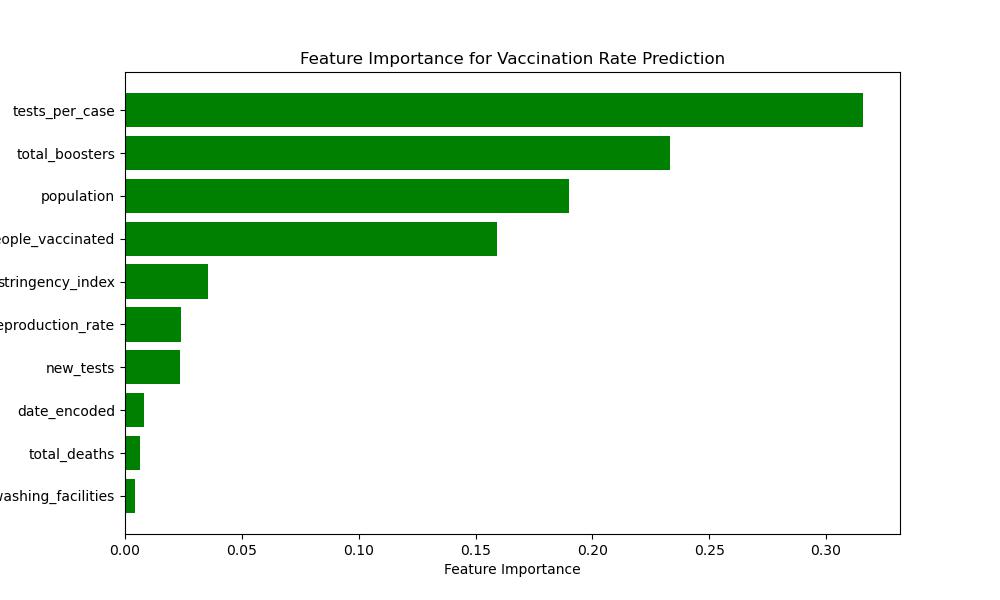 Feature Importance for Vaccination Rate Prediction
tests_per_case
total_boosters
population
eople_vaccinated
stringency_index
eproduction_rate
new_tests
date_encoded
total_deaths
washing_facilities
0.00 0.05 0.10 0.15 0.20 0.25 0.30
Feature Importance